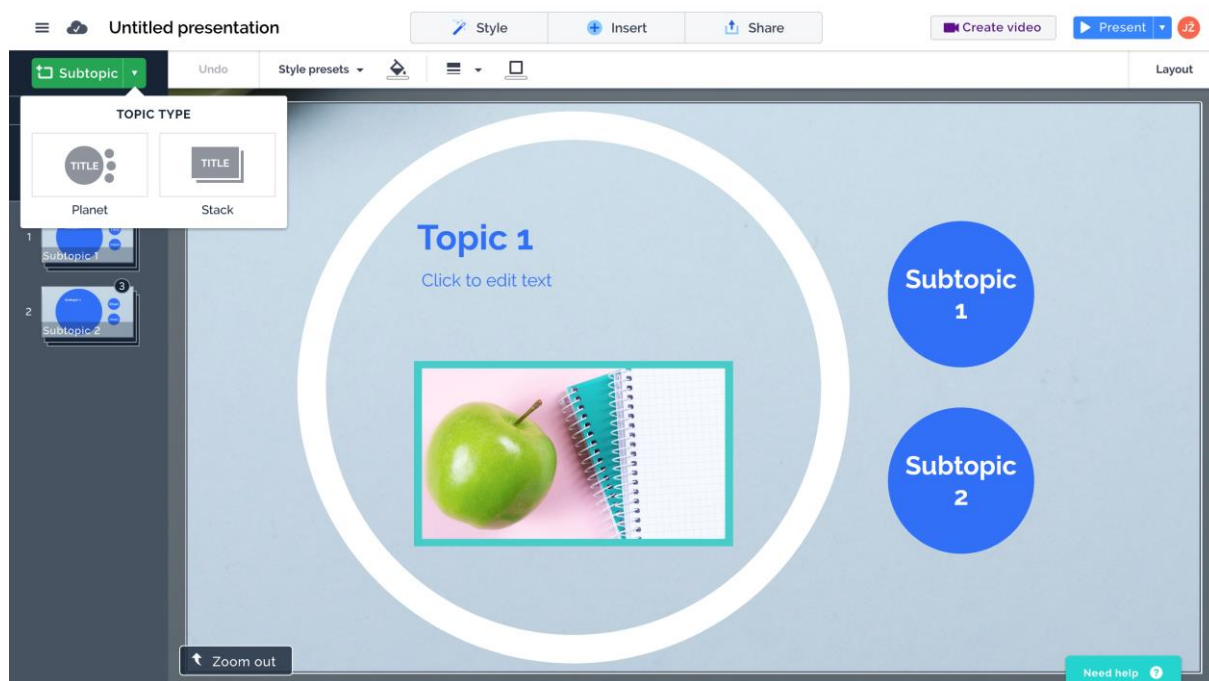 Untitled presentation
Style
Insert
Share
Create video
Present
JŽ
Subtopic
Undo
Style presets
Layout
TOPIC TYPE
TITLE
TITLE
Planet
Stack
1
Subtopic 1
3
2
Subtopic 2
Topic 1
Click to edit text
Subtopic
1
Subtopic
2
Zoom out
Need help ?